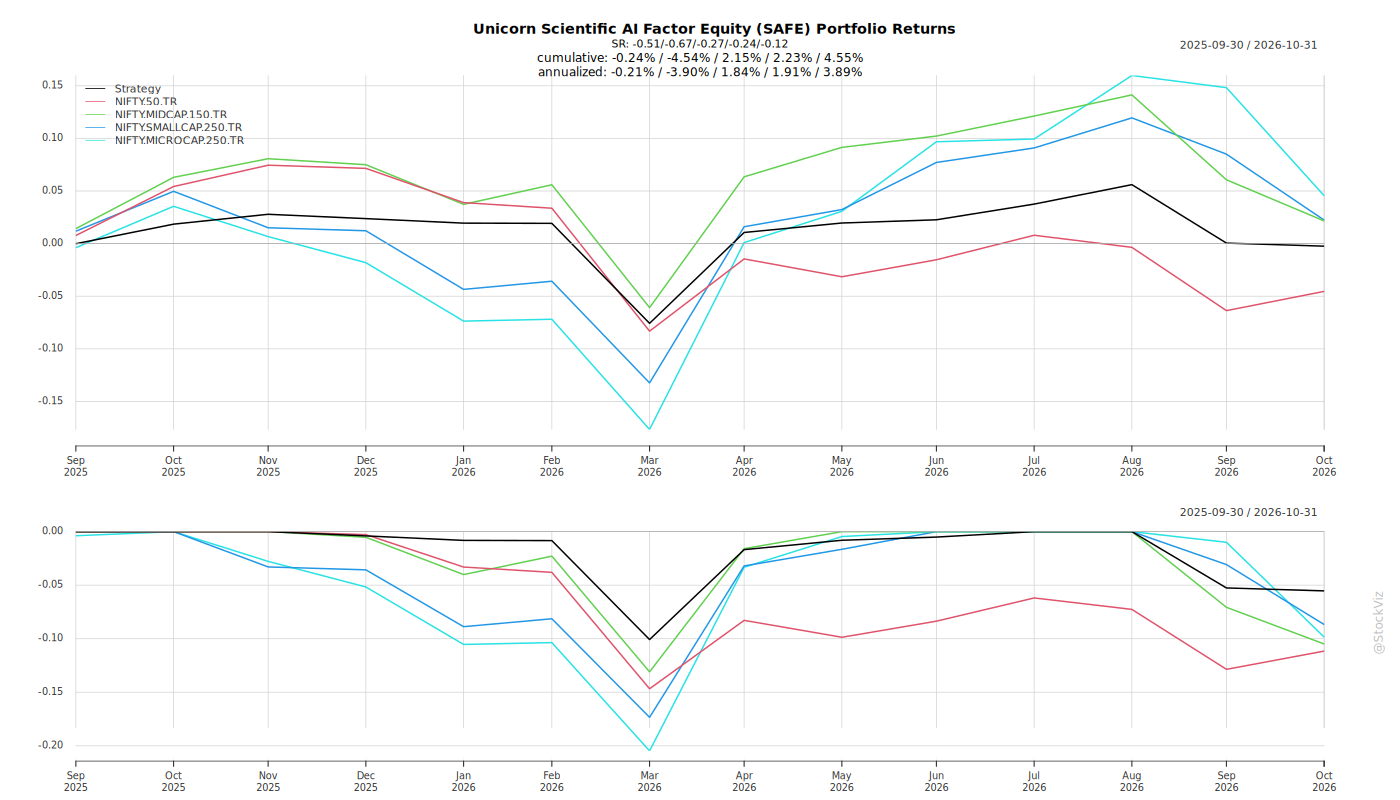 Unicorn Scientific AI Factor Equity (SAFE) Portfolio Returns
SR: -0.51/-0.67/-0.27/-0.24/-0.12
cumulative: -0.24% / -4.54% / 2.15% / 2.23% / 4.55%
annualized: -0.21% / -3.90% / 1.84% / 1.91% / 3.89%
2025-09-30 / 2026-10-31
Strategy
NIFTY.50.TR
NIFTY.MIDCAP.150.TR
NIFTY.SMALLCAP.250.TR
NIFTY.MICROCAP.250.TR
0.15
0.10
0.05
0.00
-0.05
-0.10
-0.15
Sep Oct Nov Dec Jan Feb Mar Apr May Jun Jul Aug Sep Oct
2025 2025 2025 2025 2026 2026 2026 2026 2026 2026 2026 2026 2026 2026
2025-09-30 / 2026-10-31
0.00
-0.05
-0.10
-0.15
-0.20
Sep Oct Nov Dec Jan Feb Mar Apr May Jun Jul Aug Sep Oct
2025 2025 2025 2025 2026 2026 2026 2026 2026 2026 2026 2026 2026 2026
@StockViz